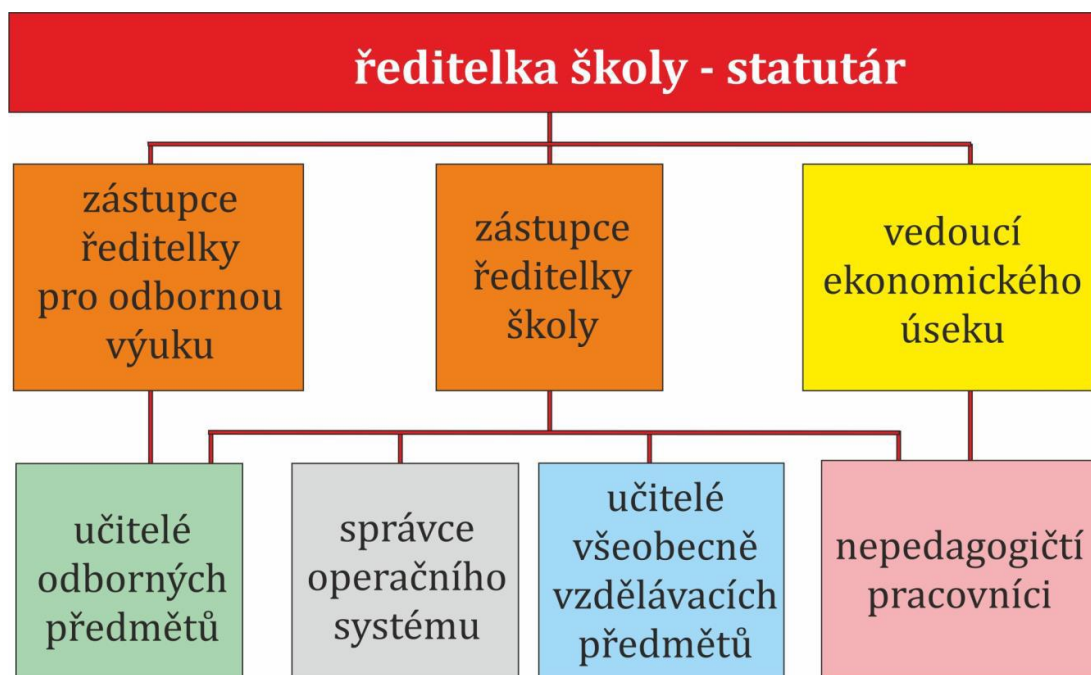 ředitelka školy - statutár
zástupce
ředitelky
pro odbornou
výuku
zástupce
ředitelky
školy
vedoucí
ekonomického
úseku
učitelé
odborných
předmětů
správce
operačního
systému
učitelé
všeobecně
vzdělávacích
předmětů
nepedagogičtí
pracovníci